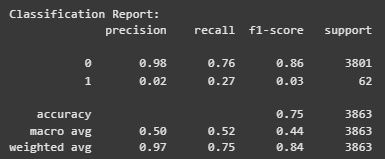 Classification Report:
precision recall f1-score support
0 0.98 0.76 0.86 3801
1 0.02 0.27 0.03 62
accuracy 0.75 3863
macro avg 0.50 0.52 0.44 3863
weighted avg 0.97 0.75 0.84 3863